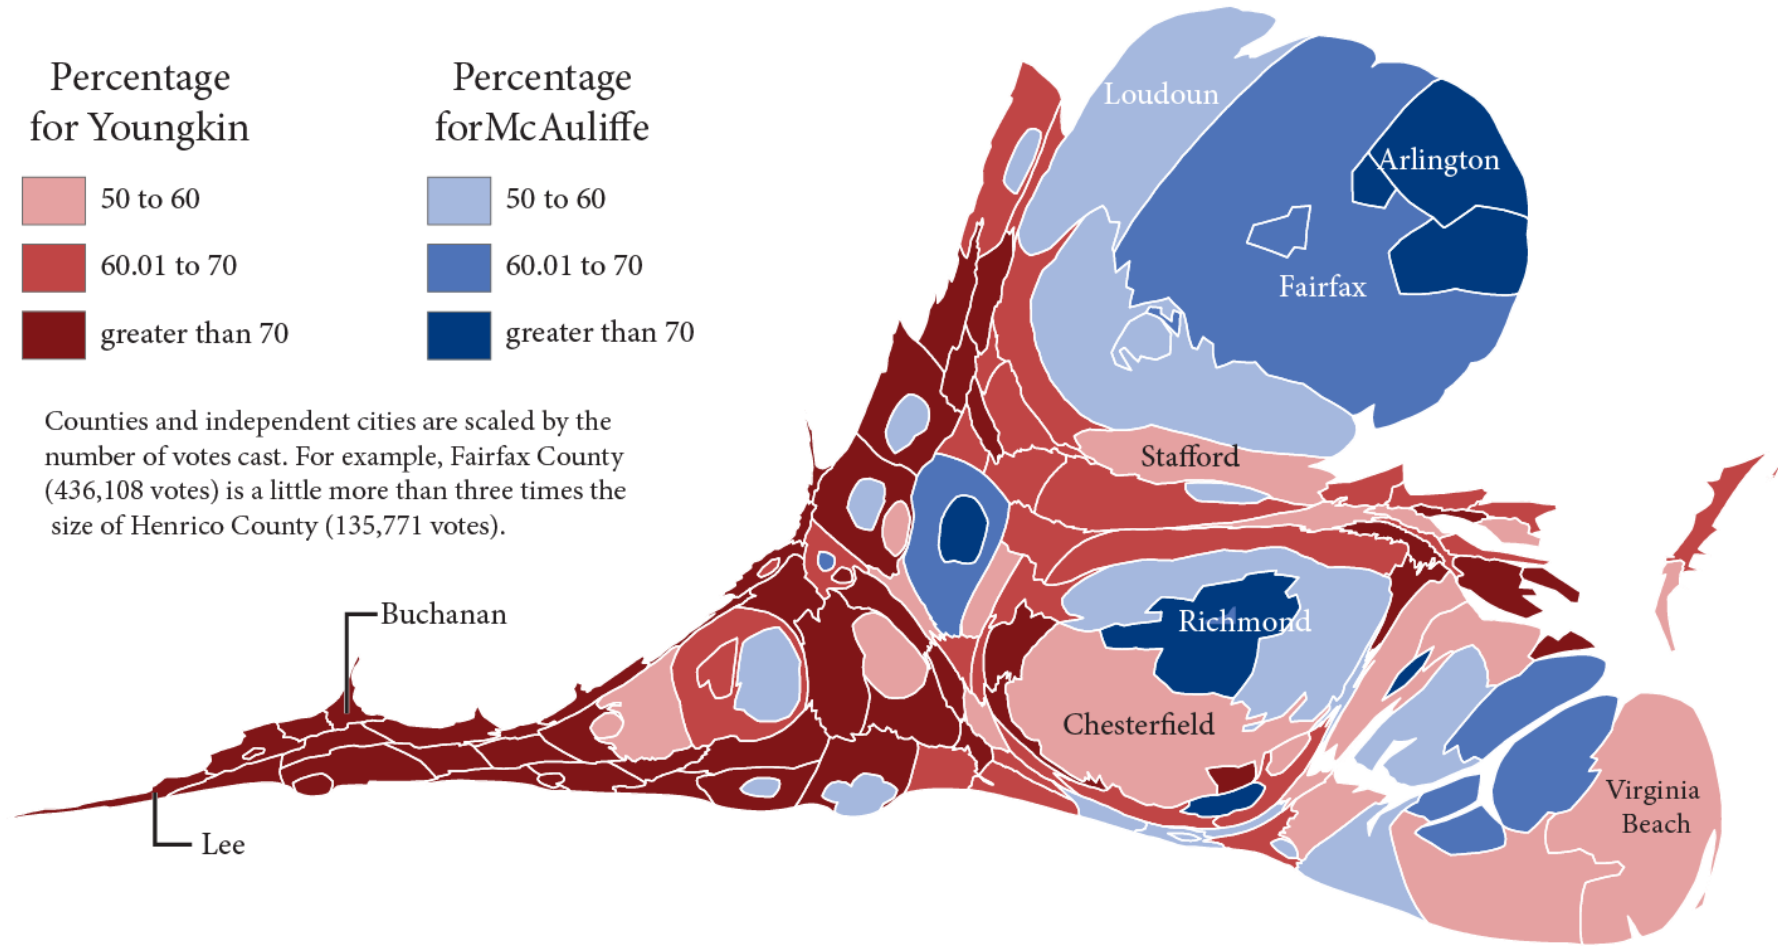 Percentage
for Youngkin
50 to 60
60.01 to 70
greater than 70
Percentage
forMcAuliffe
50 to 60
60.01 to 70
greater than 70
Counties and independent cities are scaled by the
number of votes cast. For example, Fairfax County
(436,108 votes) is a little more than three times the
size of Henrico County (135,771 votes).
Loudoun
Arlington
Fairfax
Stafford
Buchanan
Richmond
Chesterfield
Virginia
Beach
Lee